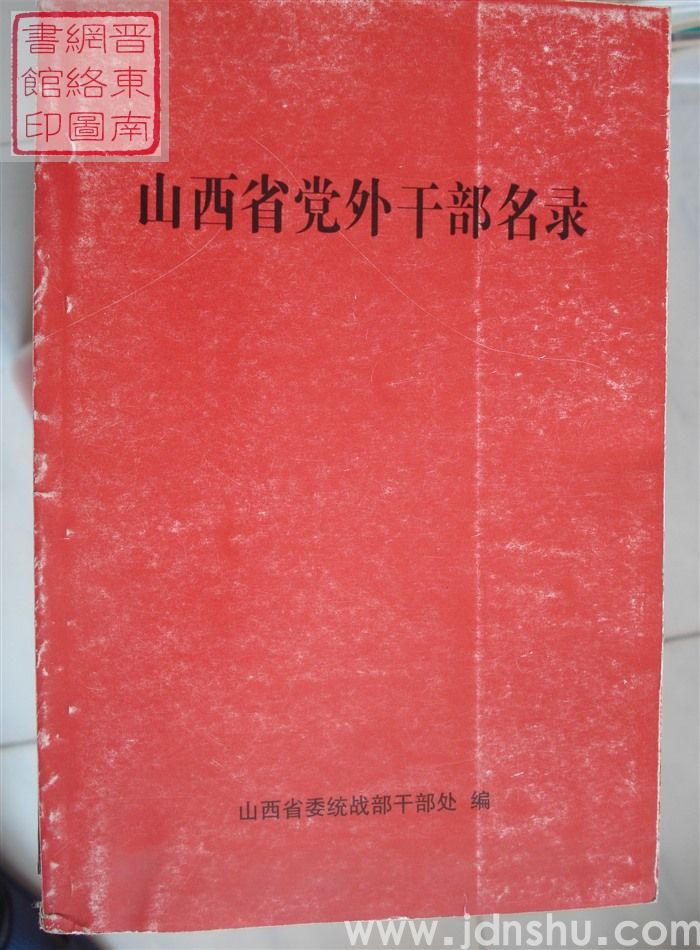 晋東南
網絡圖
書館印
山西省党外干部名录
山西省委统战部干部处 编
www.jdnshu.com